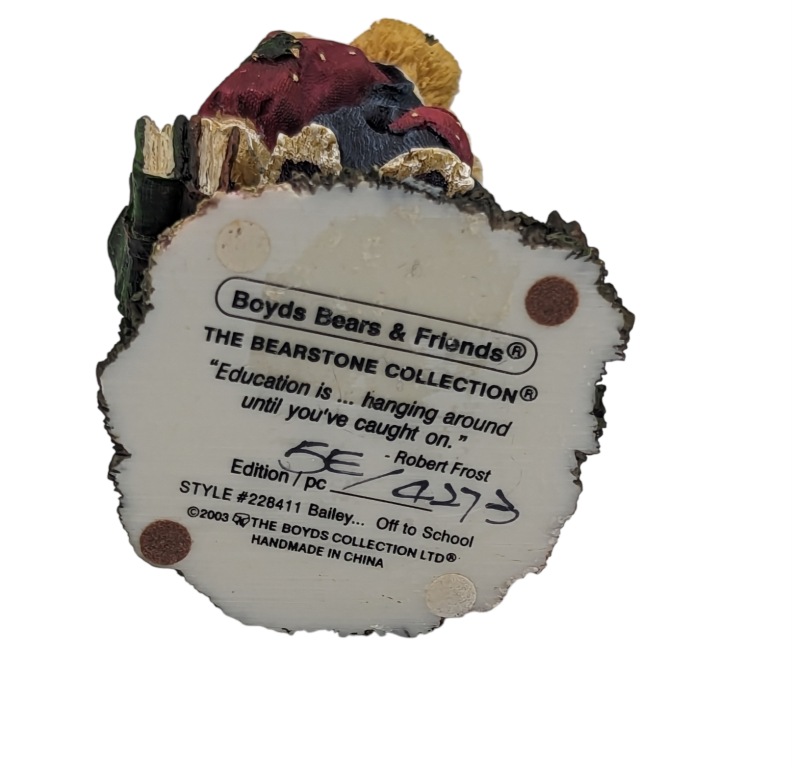 Boyds Bears & Friends®
THE BEARSTONE COLLECTION®
"Education is ... hanging around
until you've caught on."
- Robert Frost
Edition / pc 5E/4273
STYLE #228411 Bailey... Off to School
©2003 THE BOYDS COLLECTION LTD®
HANDMADE IN CHINA